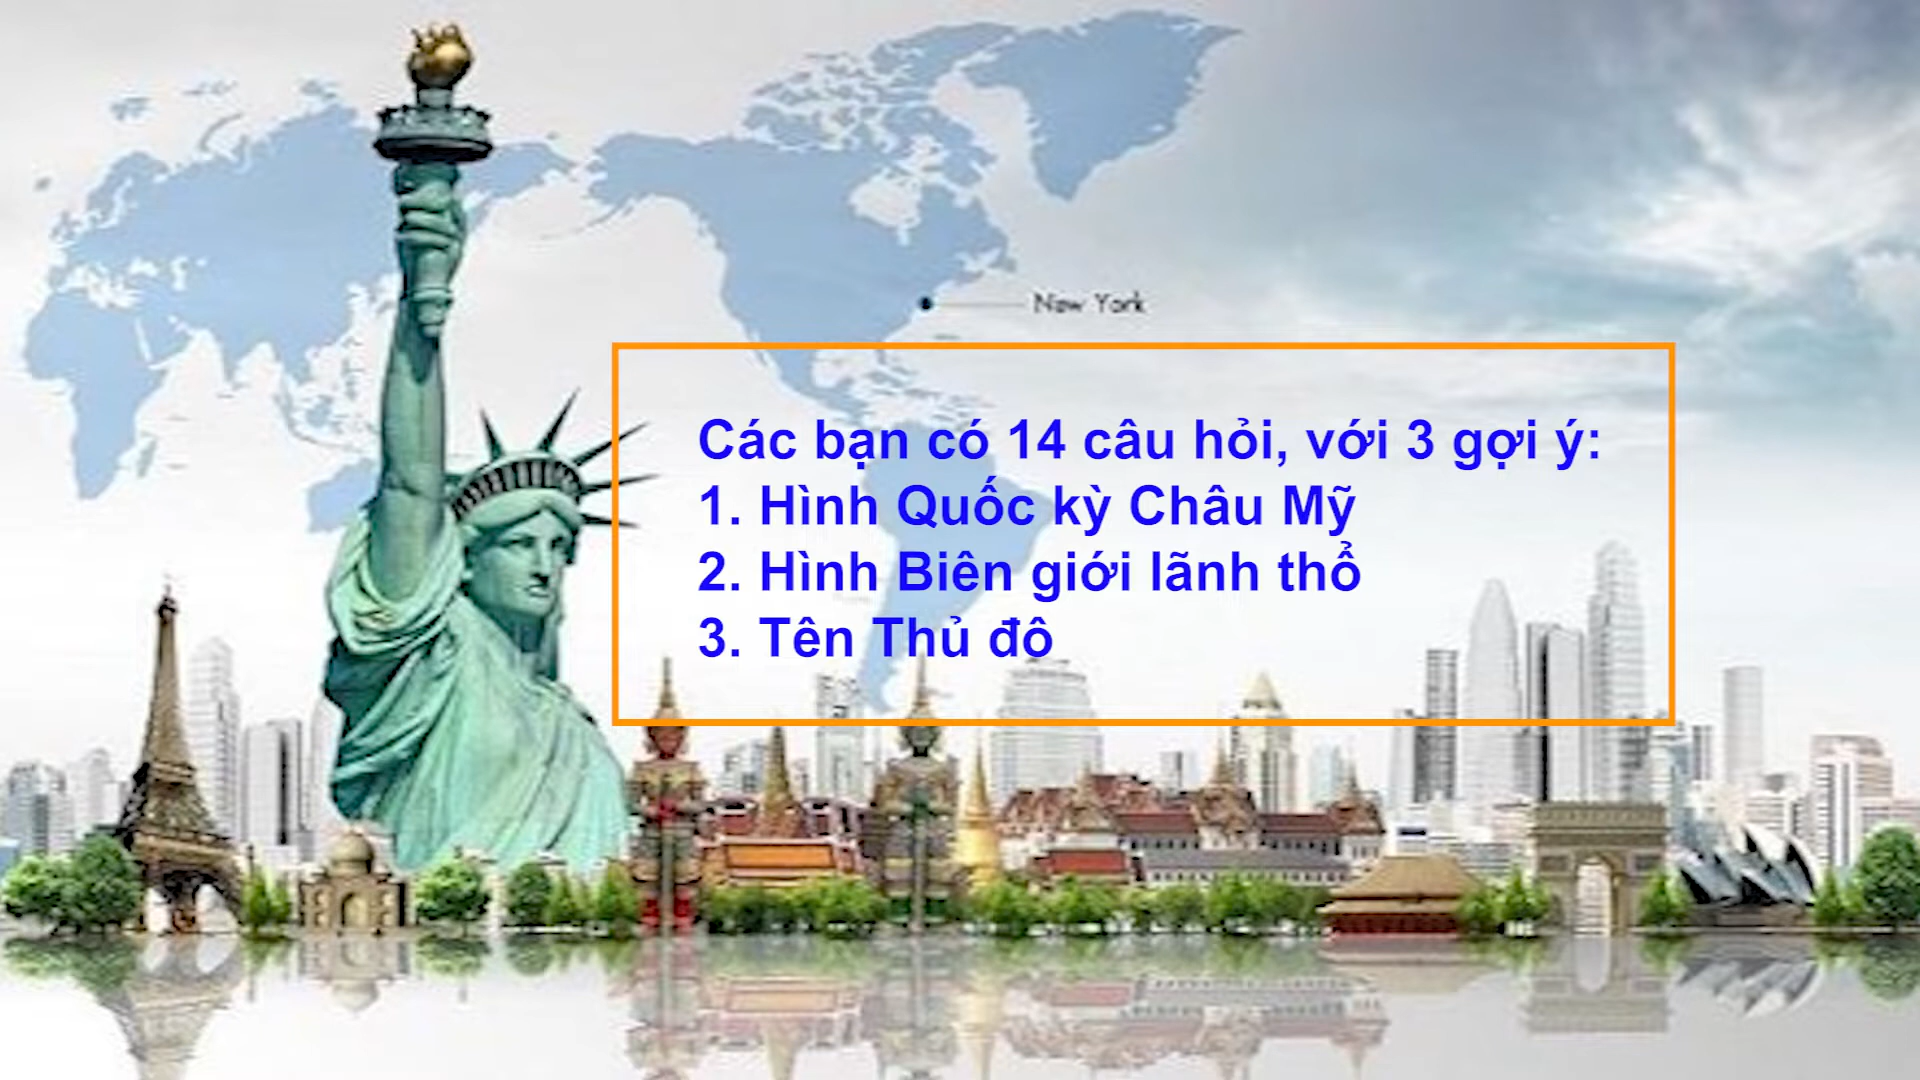 New York
Các bạn có 14 câu hỏi, với 3 gợi ý:
1. Hình Quốc kỳ Châu Mỹ
2. Hình Biên giới lãnh thổ
3. Tên Thủ đô